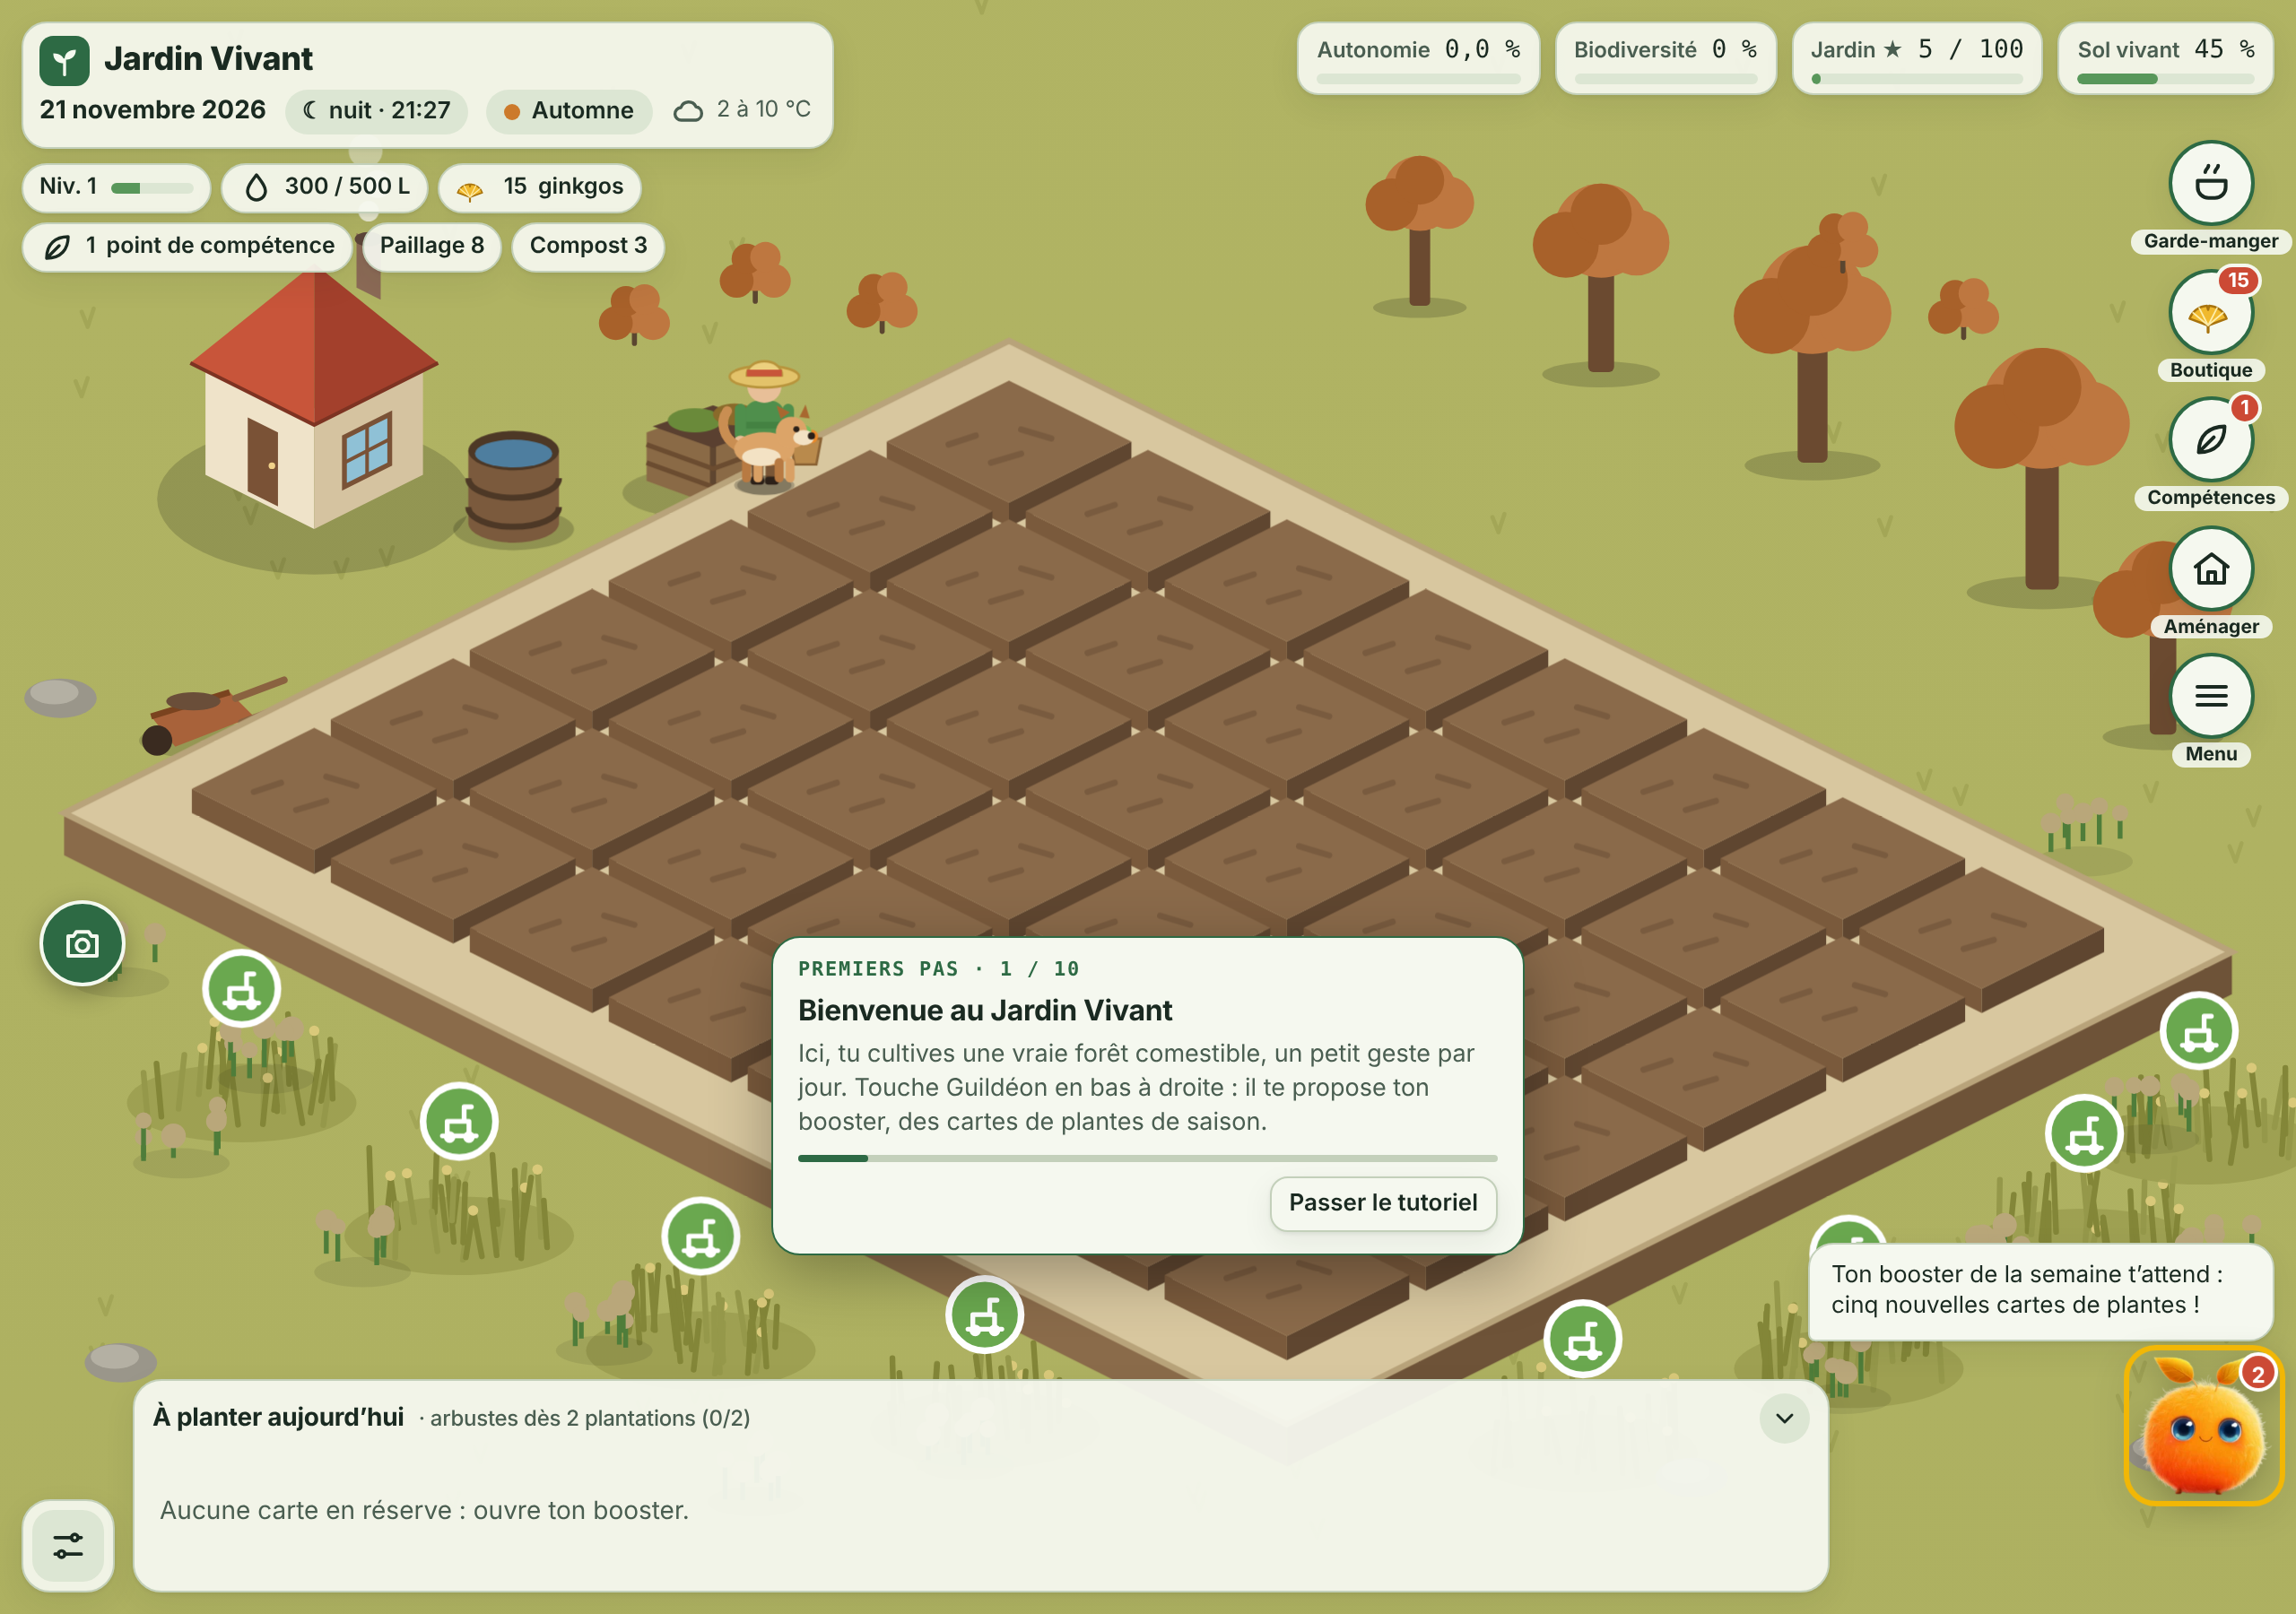 Jardin Vivant
21 novembre 2026
nuit · 21:27
Automne
2 à 10 °C
Niv. 1
300 / 500 L
15 ginkgos
1 point de compétence
Paillage 8
Compost 3
Autonomie 0,0 %
Biodiversité 0 %
Jardin ★ 5 / 100
Sol vivant 45 %
Garde-manger
15
Boutique
1
Compétences
Aménager
Menu
PREMIERS PAS · 1 / 10
Bienvenue au Jardin Vivant
Ici, tu cultives une vraie forêt comestible, un petit geste par
jour. Touche Guildéon en bas à droite : il te propose ton
booster, des cartes de plantes de saison.
Passer le tutoriel
Ton booster de la semaine t’attend :
cinq nouvelles cartes de plantes !
2
À planter aujourd’hui · arbustes dès 2 plantations (0/2)
Aucune carte en réserve : ouvre ton booster.